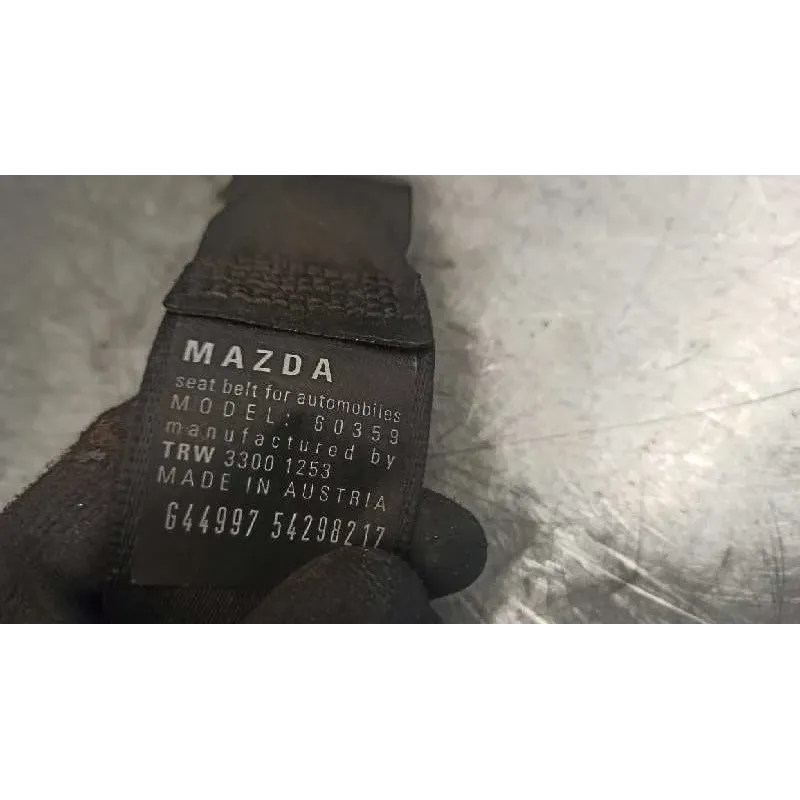 MAZDA
seat belt for automobiles
MODEL: 60359
manufactured by
TRW 3300 1253
MADE IN AUSTRIA
G44997 54298217